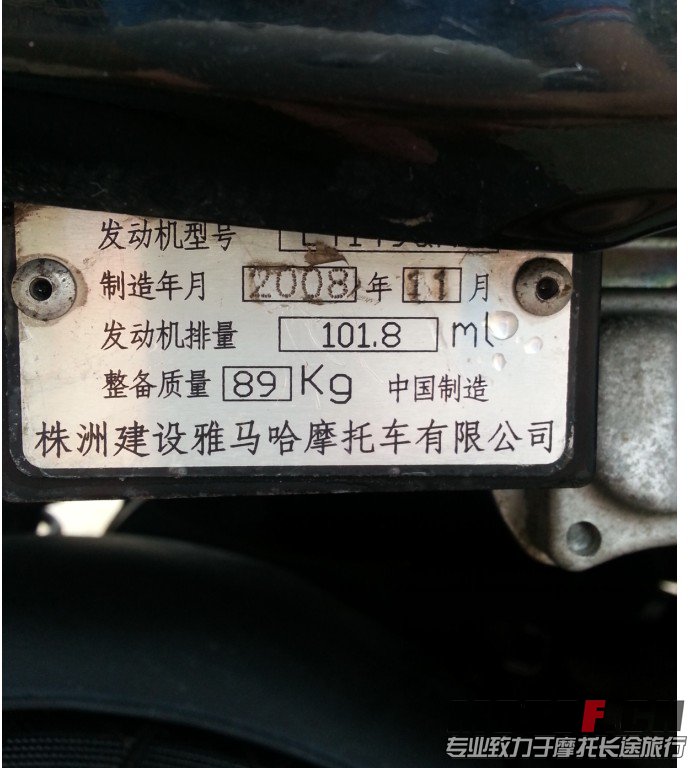 发动机型号
制造年月 2008 年 11 月
发动机排量 101.8 ml
整备质量 89 Kg 中国制造
株洲建设雅马哈摩托车有限公司
专业致力于摩托长途旅行